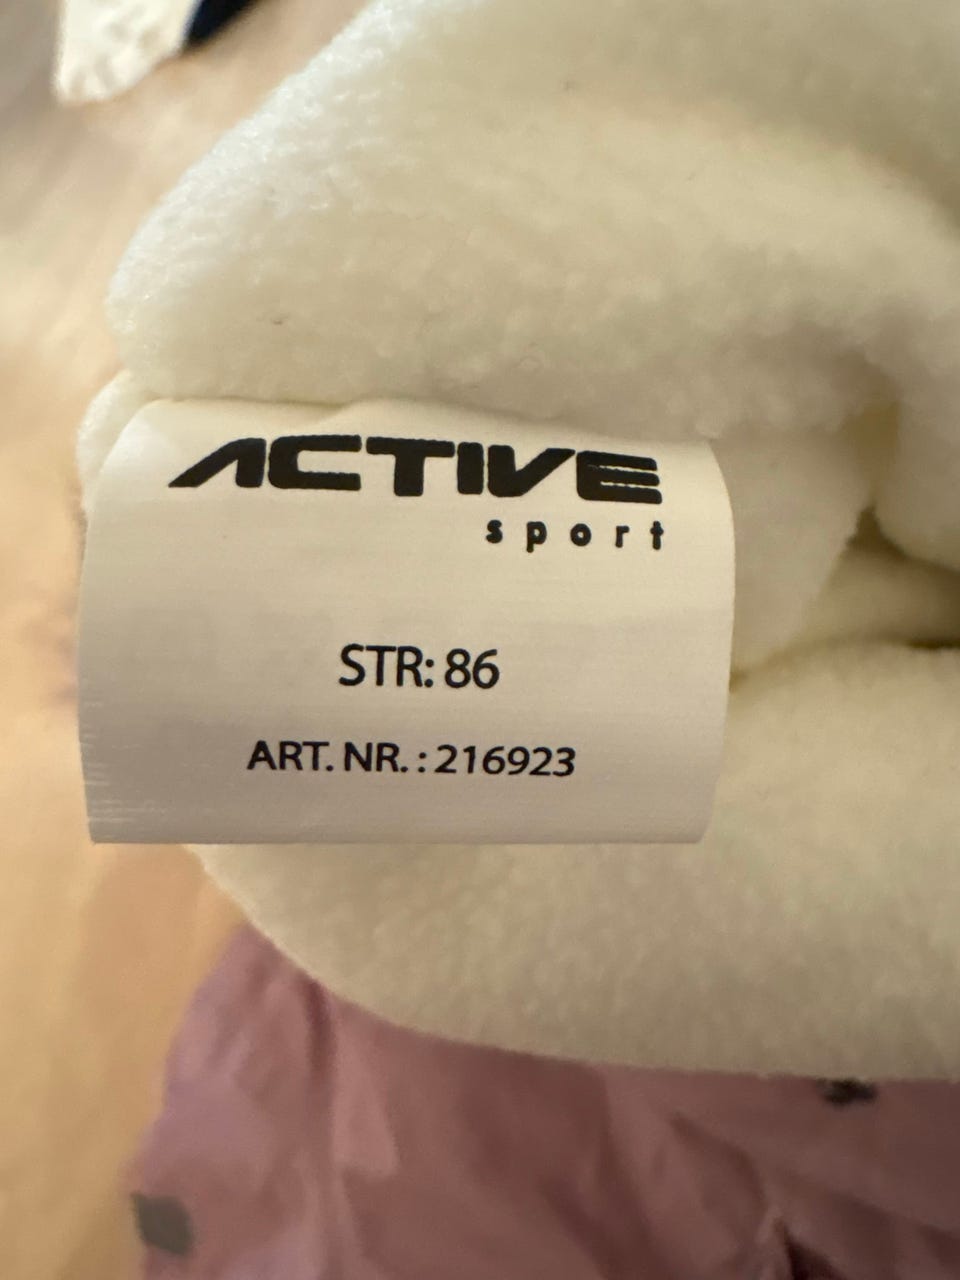 ACTIVE
sport
STR: 86
ART. NR. : 216923